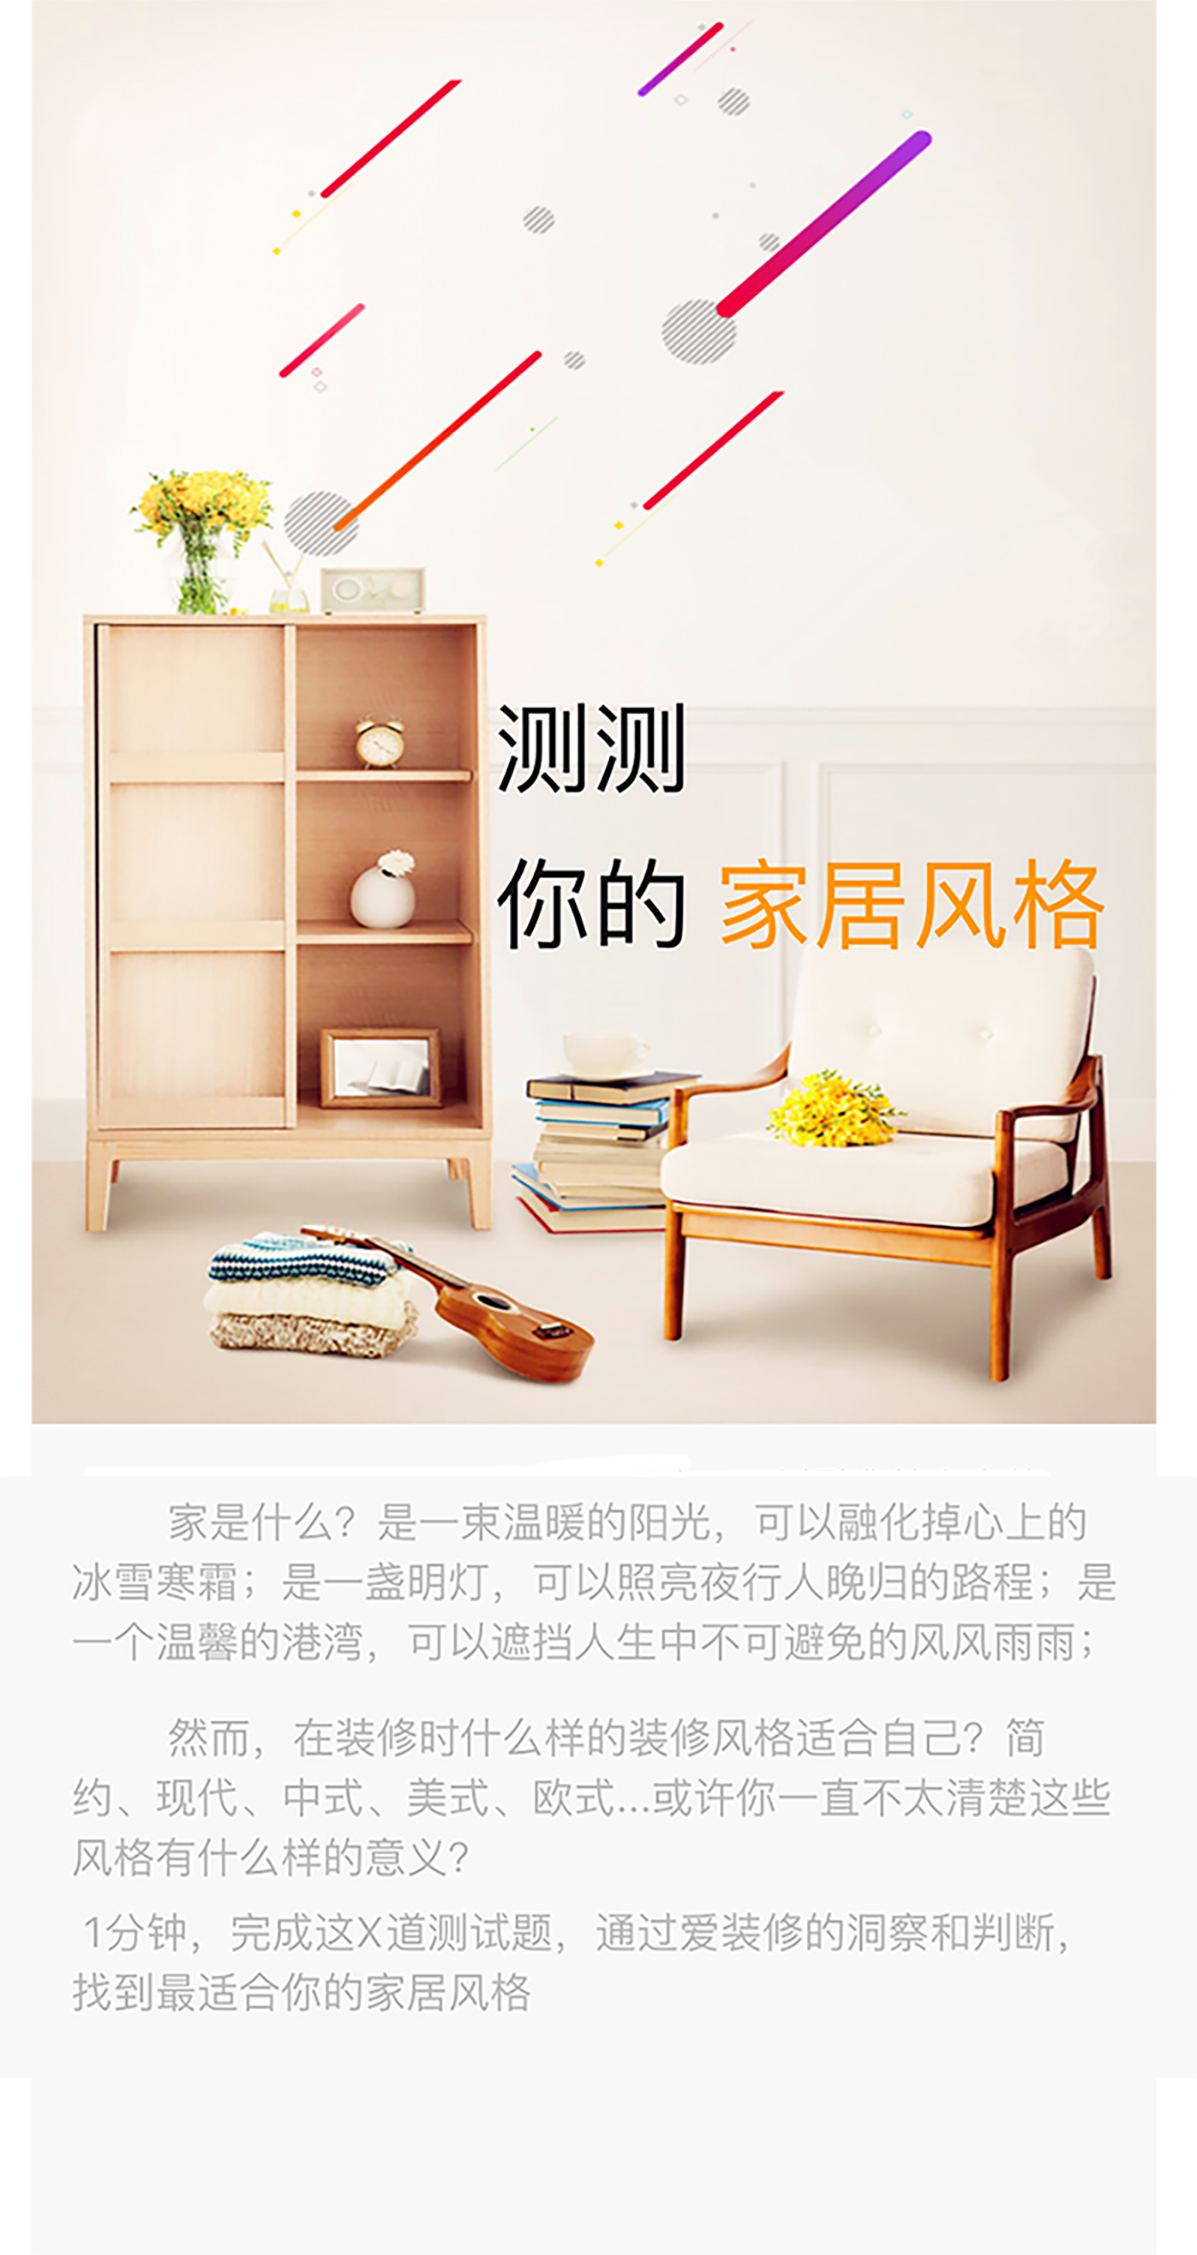 测测
你的 家居风格
家是什么？是一束温暖的阳光，可以融化掉心上的
冰雪寒霜；是一盏明灯，可以照亮夜行人晚归的路程；是
一个温馨的港湾，可以遮挡人生中不可避免的风风雨雨；
然而，在装修时什么样的装修风格适合自己？简
约、现代、中式、美式、欧式...或许你一直不太清楚这些
风格有什么样的意义？
1分钟，完成这X道测试题，通过爱装修的洞察和判断，
找到最适合你的家居风格